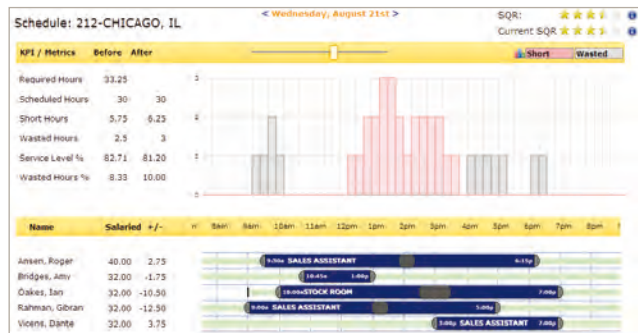 Schedule: 212-CHICAGO, IL
< Wednesday, August 21st >
SQR:
Current SQR
KPI / Metrics Before After
Short Wasted
Required Hours 33.25
Scheduled Hours 30 30
Short Hours 5.75 6.25
Wasted Hours 2.5 3
Service Level % 82.71 81.20
Wasted Hours % 8.33 10.00
3
2
1
0
Name Salaried +/- 8am 9am 10am 11am 12pm 1pm 2pm 3pm 4pm 5pm 6pm 7pm 8pm
Ansen, Roger 40.00 2.75 9:30a SALES ASSISTANT 6:15p
Bridges, Amy 32.00 -1.75 10:45a 1:00p
Oakes, Ian 32.00 -10.50 10:00a STOCK ROOM 7:00p
Rahman, Gibran 32.00 -12.50 9:00a SALES ASSISTANT 5:00p
Vicens, Dante 32.00 3.75 3:00p SALES ASSISTANT 7:00p